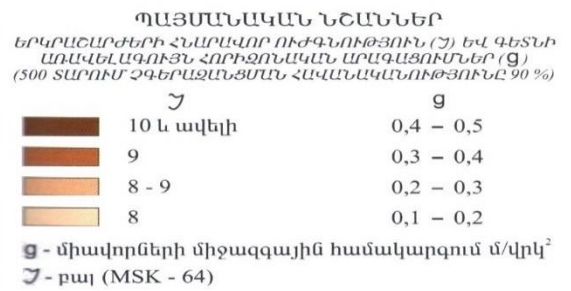 ՊԱՅՄԱՆԱԿԱՆ ՆՇԱՆՆԵՐ
ԵՐԿՐԱՇԱՐԺԵՐԻ ՀՆԱՐԱՎՈՐ ՈՒԺԳՆՈՒԹՅՈՒՆ (J) ԵՎ ԳԵՏՆԻ
ԱՌԱՎԵԼԱԳՈՒՅՆ ՀՈՐԻԶՈՆԱԿԱՆ ԱՐԱԳԱՑՈՒՄՆԵՐ (g)
(500 ՏԱՐՈՒՄ ՉԳԵՐԱԶԱՆՑՄԱՆ ՀԱՎԱՆԱԿԱՆՈՒԹՅՈՒՆԸ 90 %)
J g
10 և ավելի 0,4 – 0,5
9 0,3 – 0,4
8 - 9 0,2 – 0,3
8 0,1 – 0,2
g - միավորների միջազգային համակարգում մ/վրկ²
J - բալ (MSK - 64)